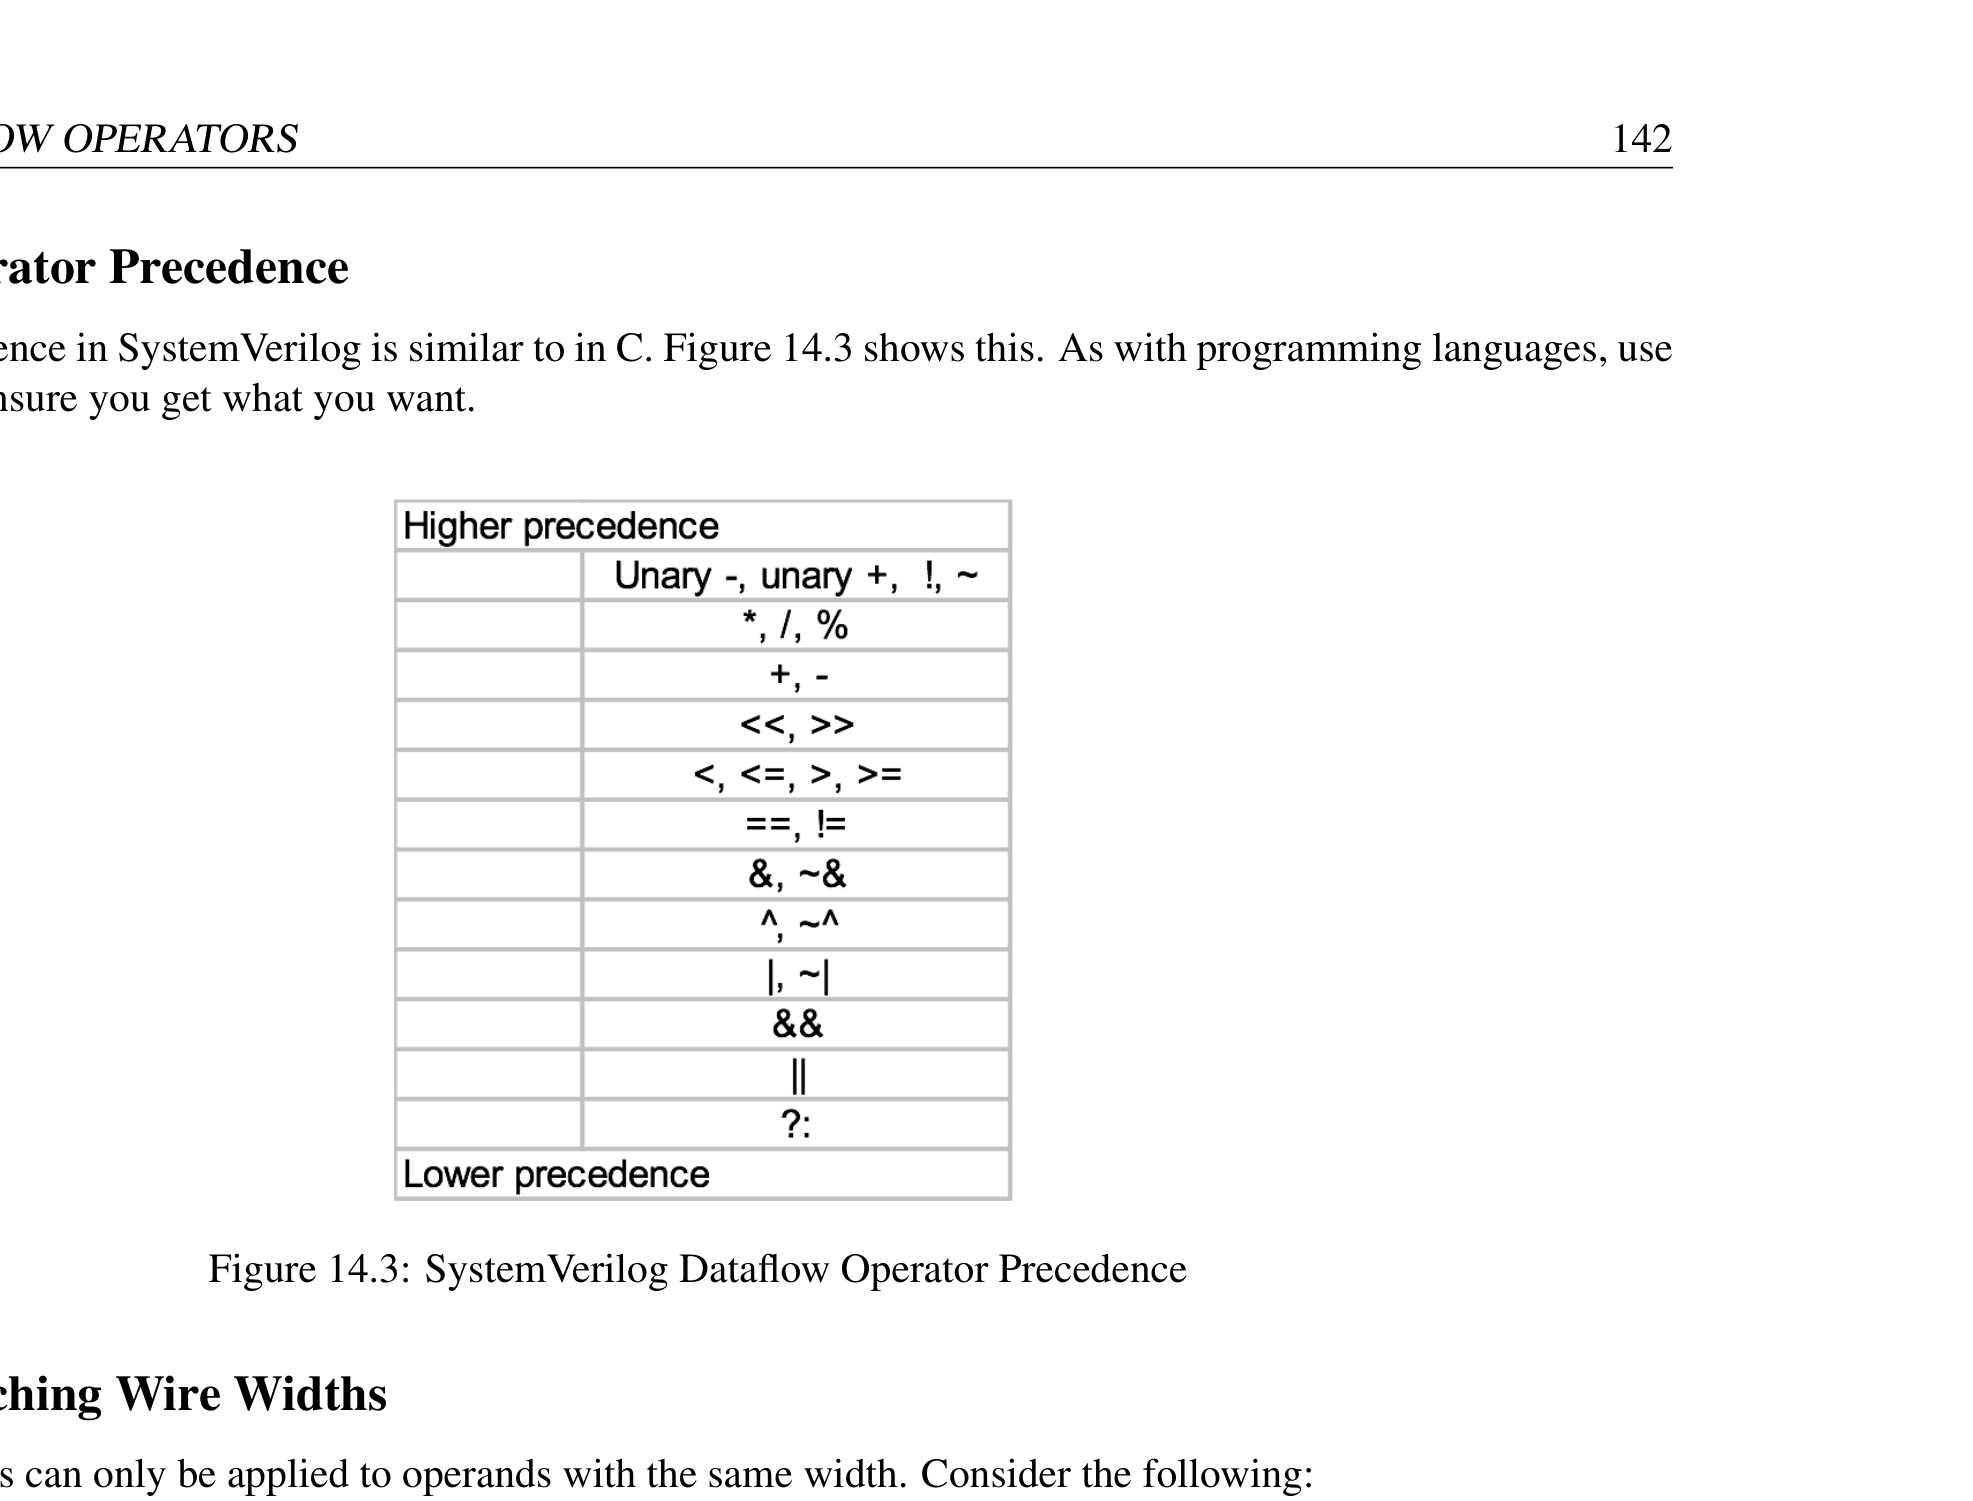 OW OPERATORS 142
rator Precedence
ence in SystemVerilog is similar to in C. Figure 14.3 shows this. As with programming languages, use
nsure you get what you want.
Higher precedence
Unary -, unary +, !, ~
*, /, %
+, -
<<, >>
<, <=, >, >=
==, !=
&, ~&
^, ~^
|, ~|
&&
||
?:
Lower precedence
Figure 14.3: SystemVerilog Dataflow Operator Precedence
ching Wire Widths
s can only be applied to operands with the same width. Consider the following: